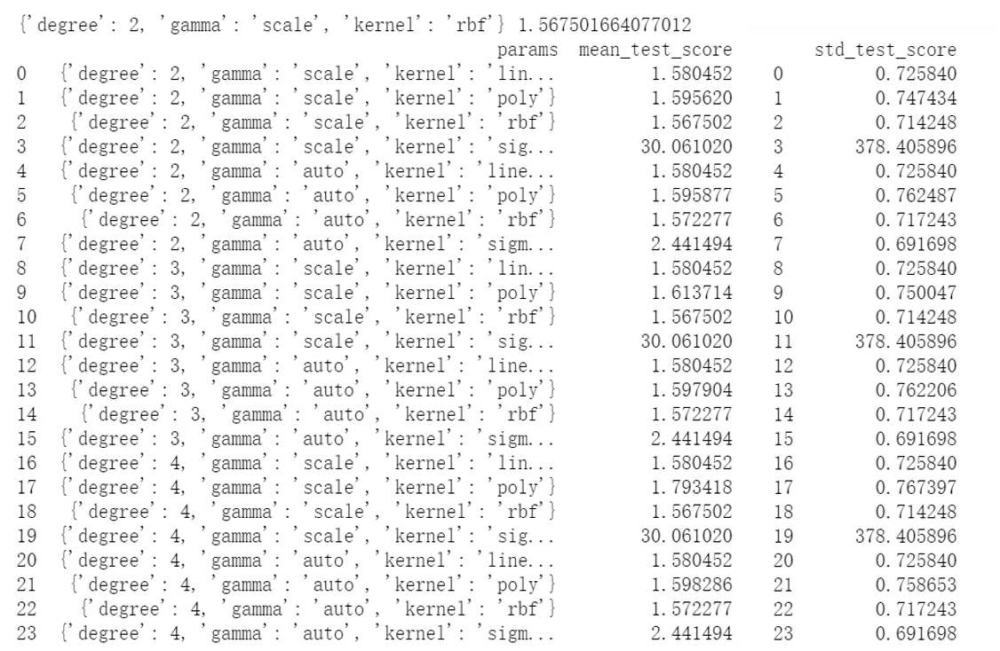 {'degree': 2, 'gamma': 'scale', 'kernel': 'rbf'} 1.567501664077012
params mean_test_score std_test_score
0 {'degree': 2, 'gamma': 'scale', 'kernel': 'lin... 1.580452 0 0.725840
1 {'degree': 2, 'gamma': 'scale', 'kernel': 'poly'} 1.595620 1 0.747434
2 {'degree': 2, 'gamma': 'scale', 'kernel': 'rbf'} 1.567502 2 0.714248
3 {'degree': 2, 'gamma': 'scale', 'kernel': 'sig... 30.061020 3 378.405896
4 {'degree': 2, 'gamma': 'auto', 'kernel': 'line... 1.580452 4 0.725840
5 {'degree': 2, 'gamma': 'auto', 'kernel': 'poly'} 1.595877 5 0.762487
6 {'degree': 2, 'gamma': 'auto', 'kernel': 'rbf'} 1.572277 6 0.717243
7 {'degree': 2, 'gamma': 'auto', 'kernel': 'sigm... 2.441494 7 0.691698
8 {'degree': 3, 'gamma': 'scale', 'kernel': 'lin... 1.580452 8 0.725840
9 {'degree': 3, 'gamma': 'scale', 'kernel': 'poly'} 1.613714 9 0.750047
10 {'degree': 3, 'gamma': 'scale', 'kernel': 'rbf'} 1.567502 10 0.714248
11 {'degree': 3, 'gamma': 'scale', 'kernel': 'sig... 30.061020 11 378.405896
12 {'degree': 3, 'gamma': 'auto', 'kernel': 'line... 1.580452 12 0.725840
13 {'degree': 3, 'gamma': 'auto', 'kernel': 'poly'} 1.597904 13 0.762206
14 {'degree': 3, 'gamma': 'auto', 'kernel': 'rbf'} 1.572277 14 0.717243
15 {'degree': 3, 'gamma': 'auto', 'kernel': 'sigm... 2.441494 15 0.691698
16 {'degree': 4, 'gamma': 'scale', 'kernel': 'lin... 1.580452 16 0.725840
17 {'degree': 4, 'gamma': 'scale', 'kernel': 'poly'} 1.793418 17 0.767397
18 {'degree': 4, 'gamma': 'scale', 'kernel': 'rbf'} 1.567502 18 0.714248
19 {'degree': 4, 'gamma': 'scale', 'kernel': 'sig... 30.061020 19 378.405896
20 {'degree': 4, 'gamma': 'auto', 'kernel': 'line... 1.580452 20 0.725840
21 {'degree': 4, 'gamma': 'auto', 'kernel': 'poly'} 1.598286 21 0.758653
22 {'degree': 4, 'gamma': 'auto', 'kernel': 'rbf'} 1.572277 22 0.717243
23 {'degree': 4, 'gamma': 'auto', 'kernel': 'sigm... 2.441494 23 0.691698